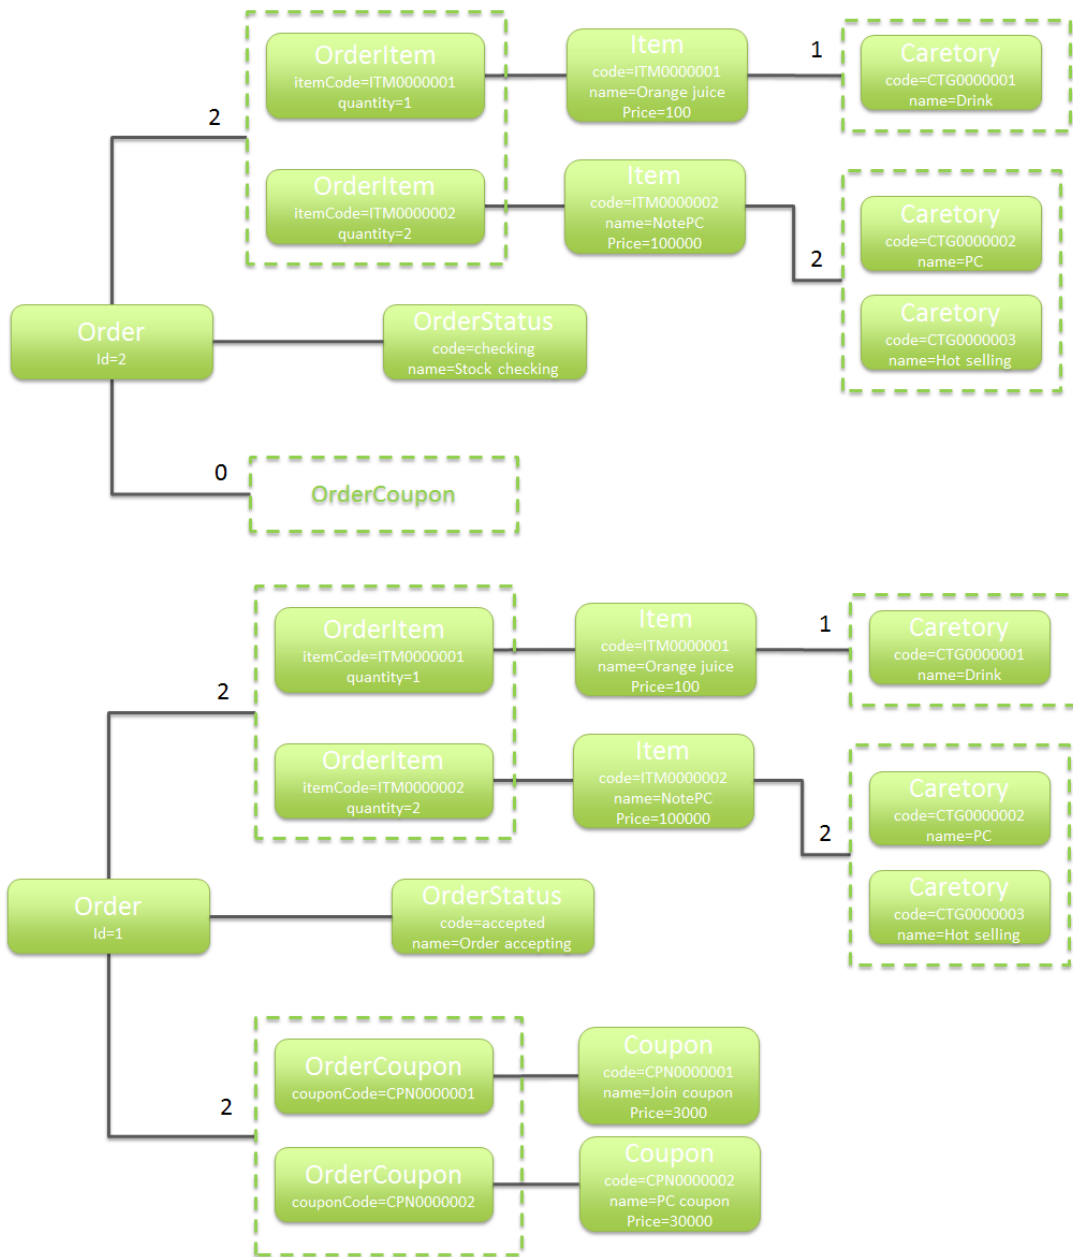 OrderItem
itemCode=ITM0000001
quantity=1
Item
code=ITM0000001
name=Orange juice
Price=100
1
Caretory
code=CTG0000001
name=Drink
2
OrderItem
itemCode=ITM0000002
quantity=2
Item
code=ITM0000002
name=NotePC
Price=100000
2
Caretory
code=CTG0000002
name=PC
Caretory
code=CTG0000003
name=Hot selling
Order
Id=2
OrderStatus
code=checking
name=Stock checking
0
OrderCoupon
OrderItem
itemCode=ITM0000001
quantity=1
Item
code=ITM0000001
name=Orange juice
Price=100
1
Caretory
code=CTG0000001
name=Drink
2
OrderItem
itemCode=ITM0000002
quantity=2
Item
code=ITM0000002
name=NotePC
Price=100000
2
Caretory
code=CTG0000002
name=PC
Caretory
code=CTG0000003
name=Hot selling
Order
Id=1
OrderStatus
code=accepted
name=Order accepting
2
OrderCoupon
couponCode=CPN0000001
Coupon
code=CPN0000001
name=Join coupon
Price=3000
OrderCoupon
couponCode=CPN0000002
Coupon
code=CPN0000002
name=PC coupon
Price=30000